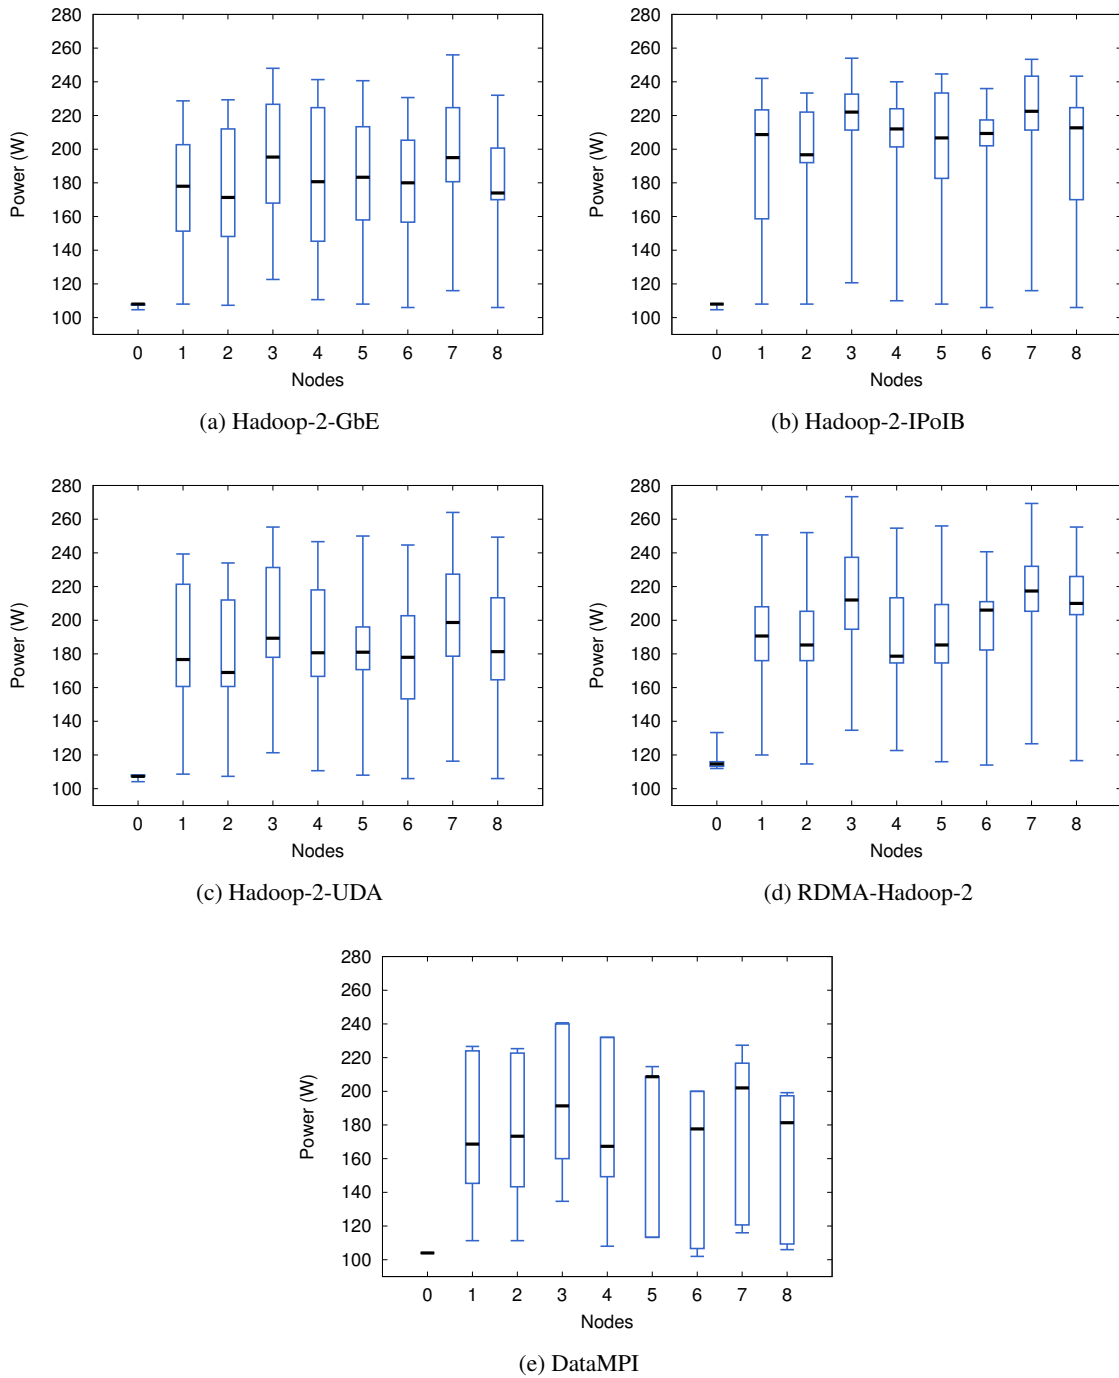 280
260
240
220
200
180
160
140
120
100
Power (W)
0 1 2 3 4 5 6 7 8
Nodes
(a) Hadoop-2-GbE
280
260
240
220
200
180
160
140
120
100
Power (W)
0 1 2 3 4 5 6 7 8
Nodes
(b) Hadoop-2-IPoIB
280
260
240
220
200
180
160
140
120
100
Power (W)
0 1 2 3 4 5 6 7 8
Nodes
(c) Hadoop-2-UDA
280
260
240
220
200
180
160
140
120
100
Power (W)
0 1 2 3 4 5 6 7 8
Nodes
(d) RDMA-Hadoop-2
280
260
240
220
200
180
160
140
120
100
Power (W)
0 1 2 3 4 5 6 7 8
Nodes
(e) DataMPI